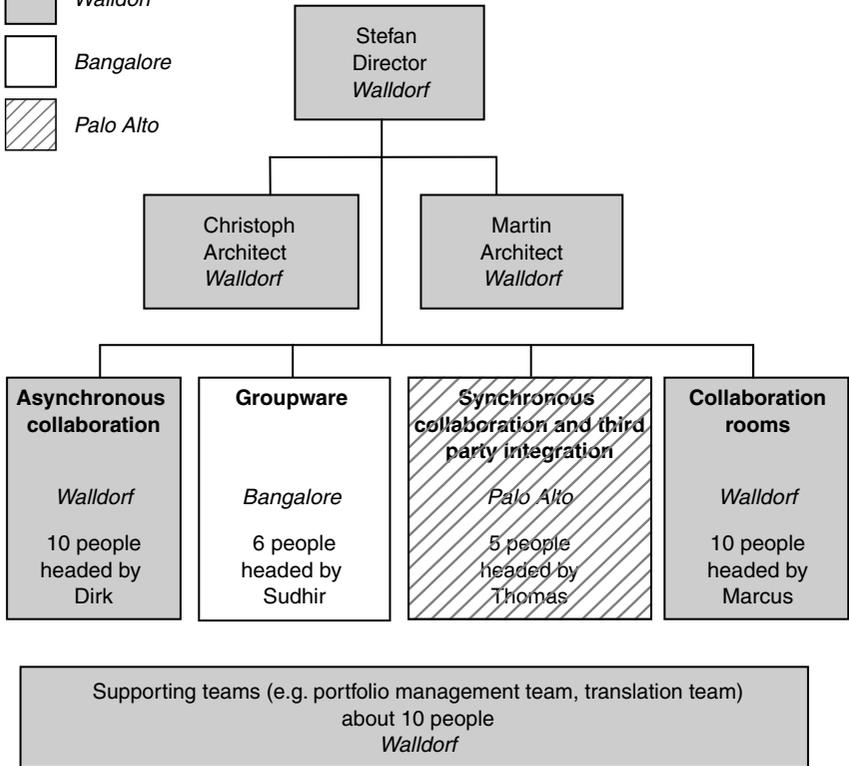 Walldorf
Bangalore
Palo Alto
Stefan
Director
Walldorf
Christoph
Architect
Walldorf
Martin
Architect
Walldorf
Asynchronous
collaboration
Walldorf
10 people
headed by
Dirk
Groupware
Bangalore
6 people
headed by
Sudhir
Synchronous
collaboration and third
party integration
Palo Alto
5 people
headed by
Thomas
Collaboration
rooms
Walldorf
10 people
headed by
Marcus
Supporting teams (e.g. portfolio management team, translation team)
about 10 people
Walldorf